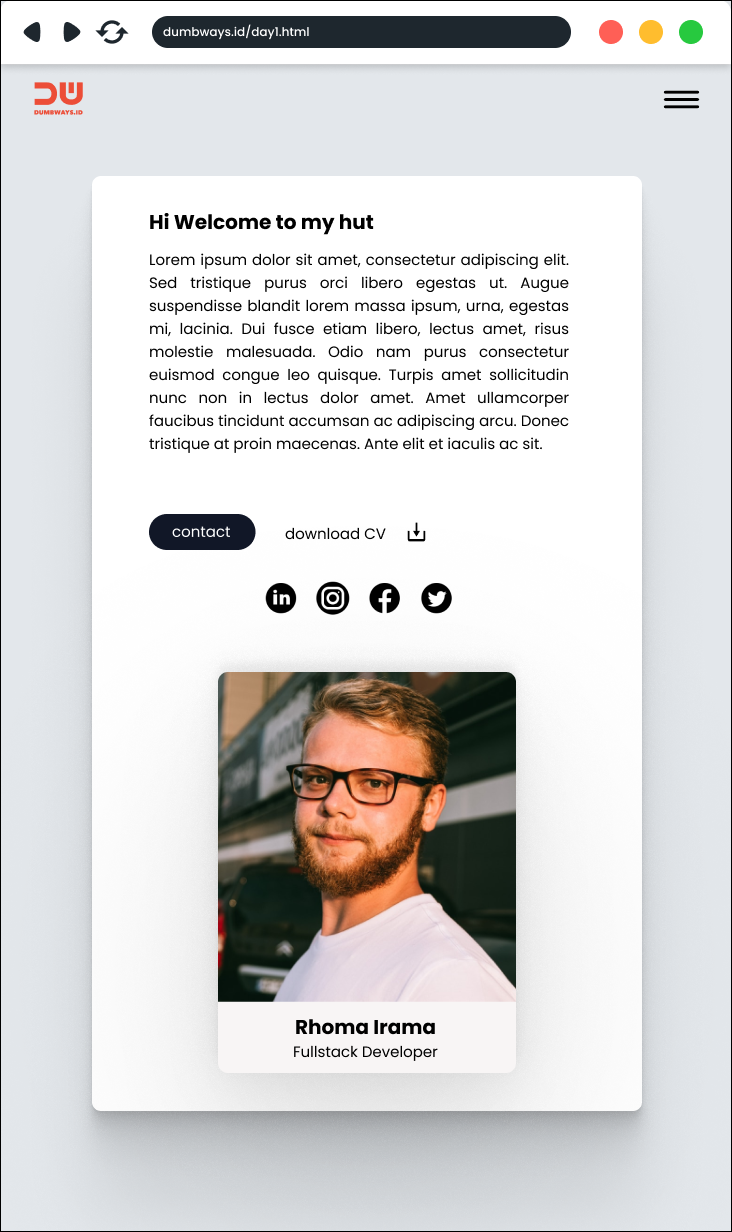 dumbways.id/day1.html
DW
DUMBWAYS.ID
Hi Welcome to my hut
Lorem ipsum dolor sit amet, consectetur adipiscing elit.
Sed tristique purus orci libero egestas ut. Augue
suspendisse blandit lorem massa ipsum, urna, egestas
mi, lacinia. Dui fusce etiam libero, lectus amet, risus
molestie malesuada. Odio nam purus consectetur
euismod congue leo quisque. Turpis amet sollicitudin
nunc non in lectus dolor amet. Amet ullamcorper
faucibus tincidunt accumsan ac adipiscing arcu. Donec
tristique at proin maecenas. Ante elit et iaculis ac sit.
contact
download CV
in
Rhoma Irama
Fullstack Developer